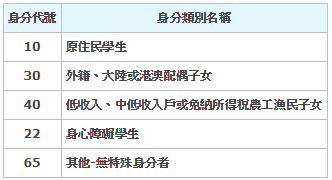 身分代號 身分類別名稱
10 原住民學生
30 外籍、大陸或港澳配偶子女
40 低收入、中低收入戶或免納所得稅農工漁民子女
22 身心障礙學生
65 其他-無特殊身分者